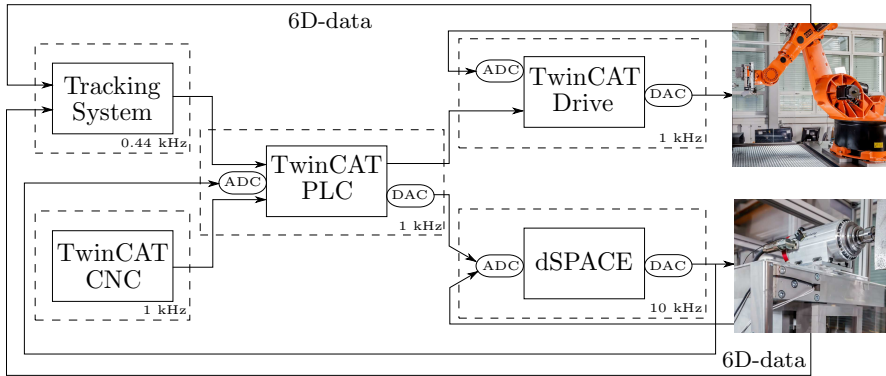 6D-data
Tracking
System
0.44 kHz
TwinCAT
CNC
1 kHz
TwinCAT
PLC
ADC
DAC
1 kHz
ADC
TwinCAT
Drive
DAC
1 kHz
ADC
dSPACE
DAC
10 kHz
6D-data